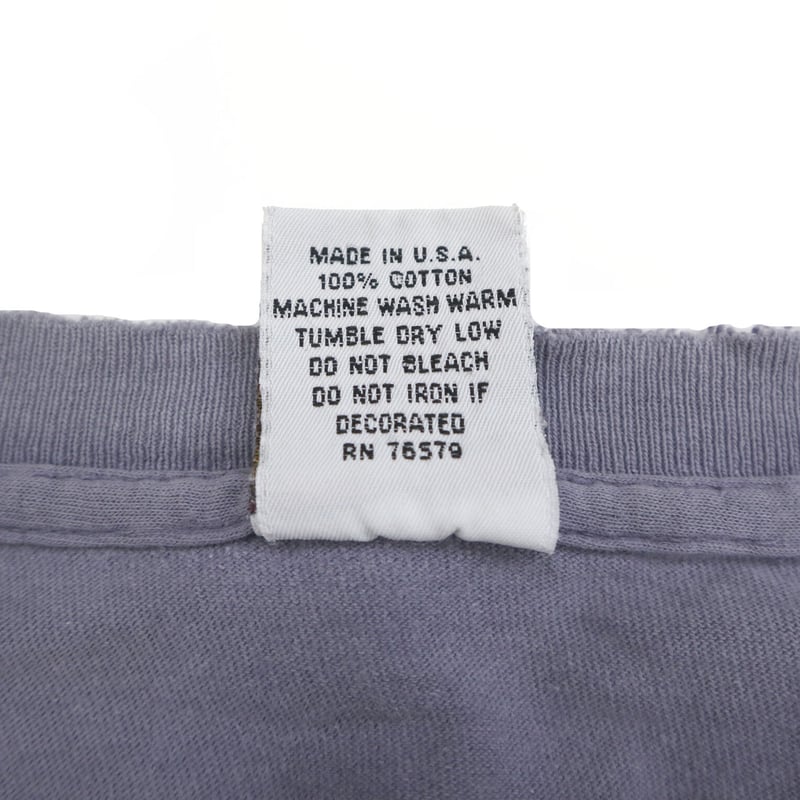 MADE IN U.S.A.
100% COTTON
MACHINE WASH WARM
TUMBLE DRY LOW
DO NOT BLEACH
DO NOT IRON IF
DECORATED
RN 76579